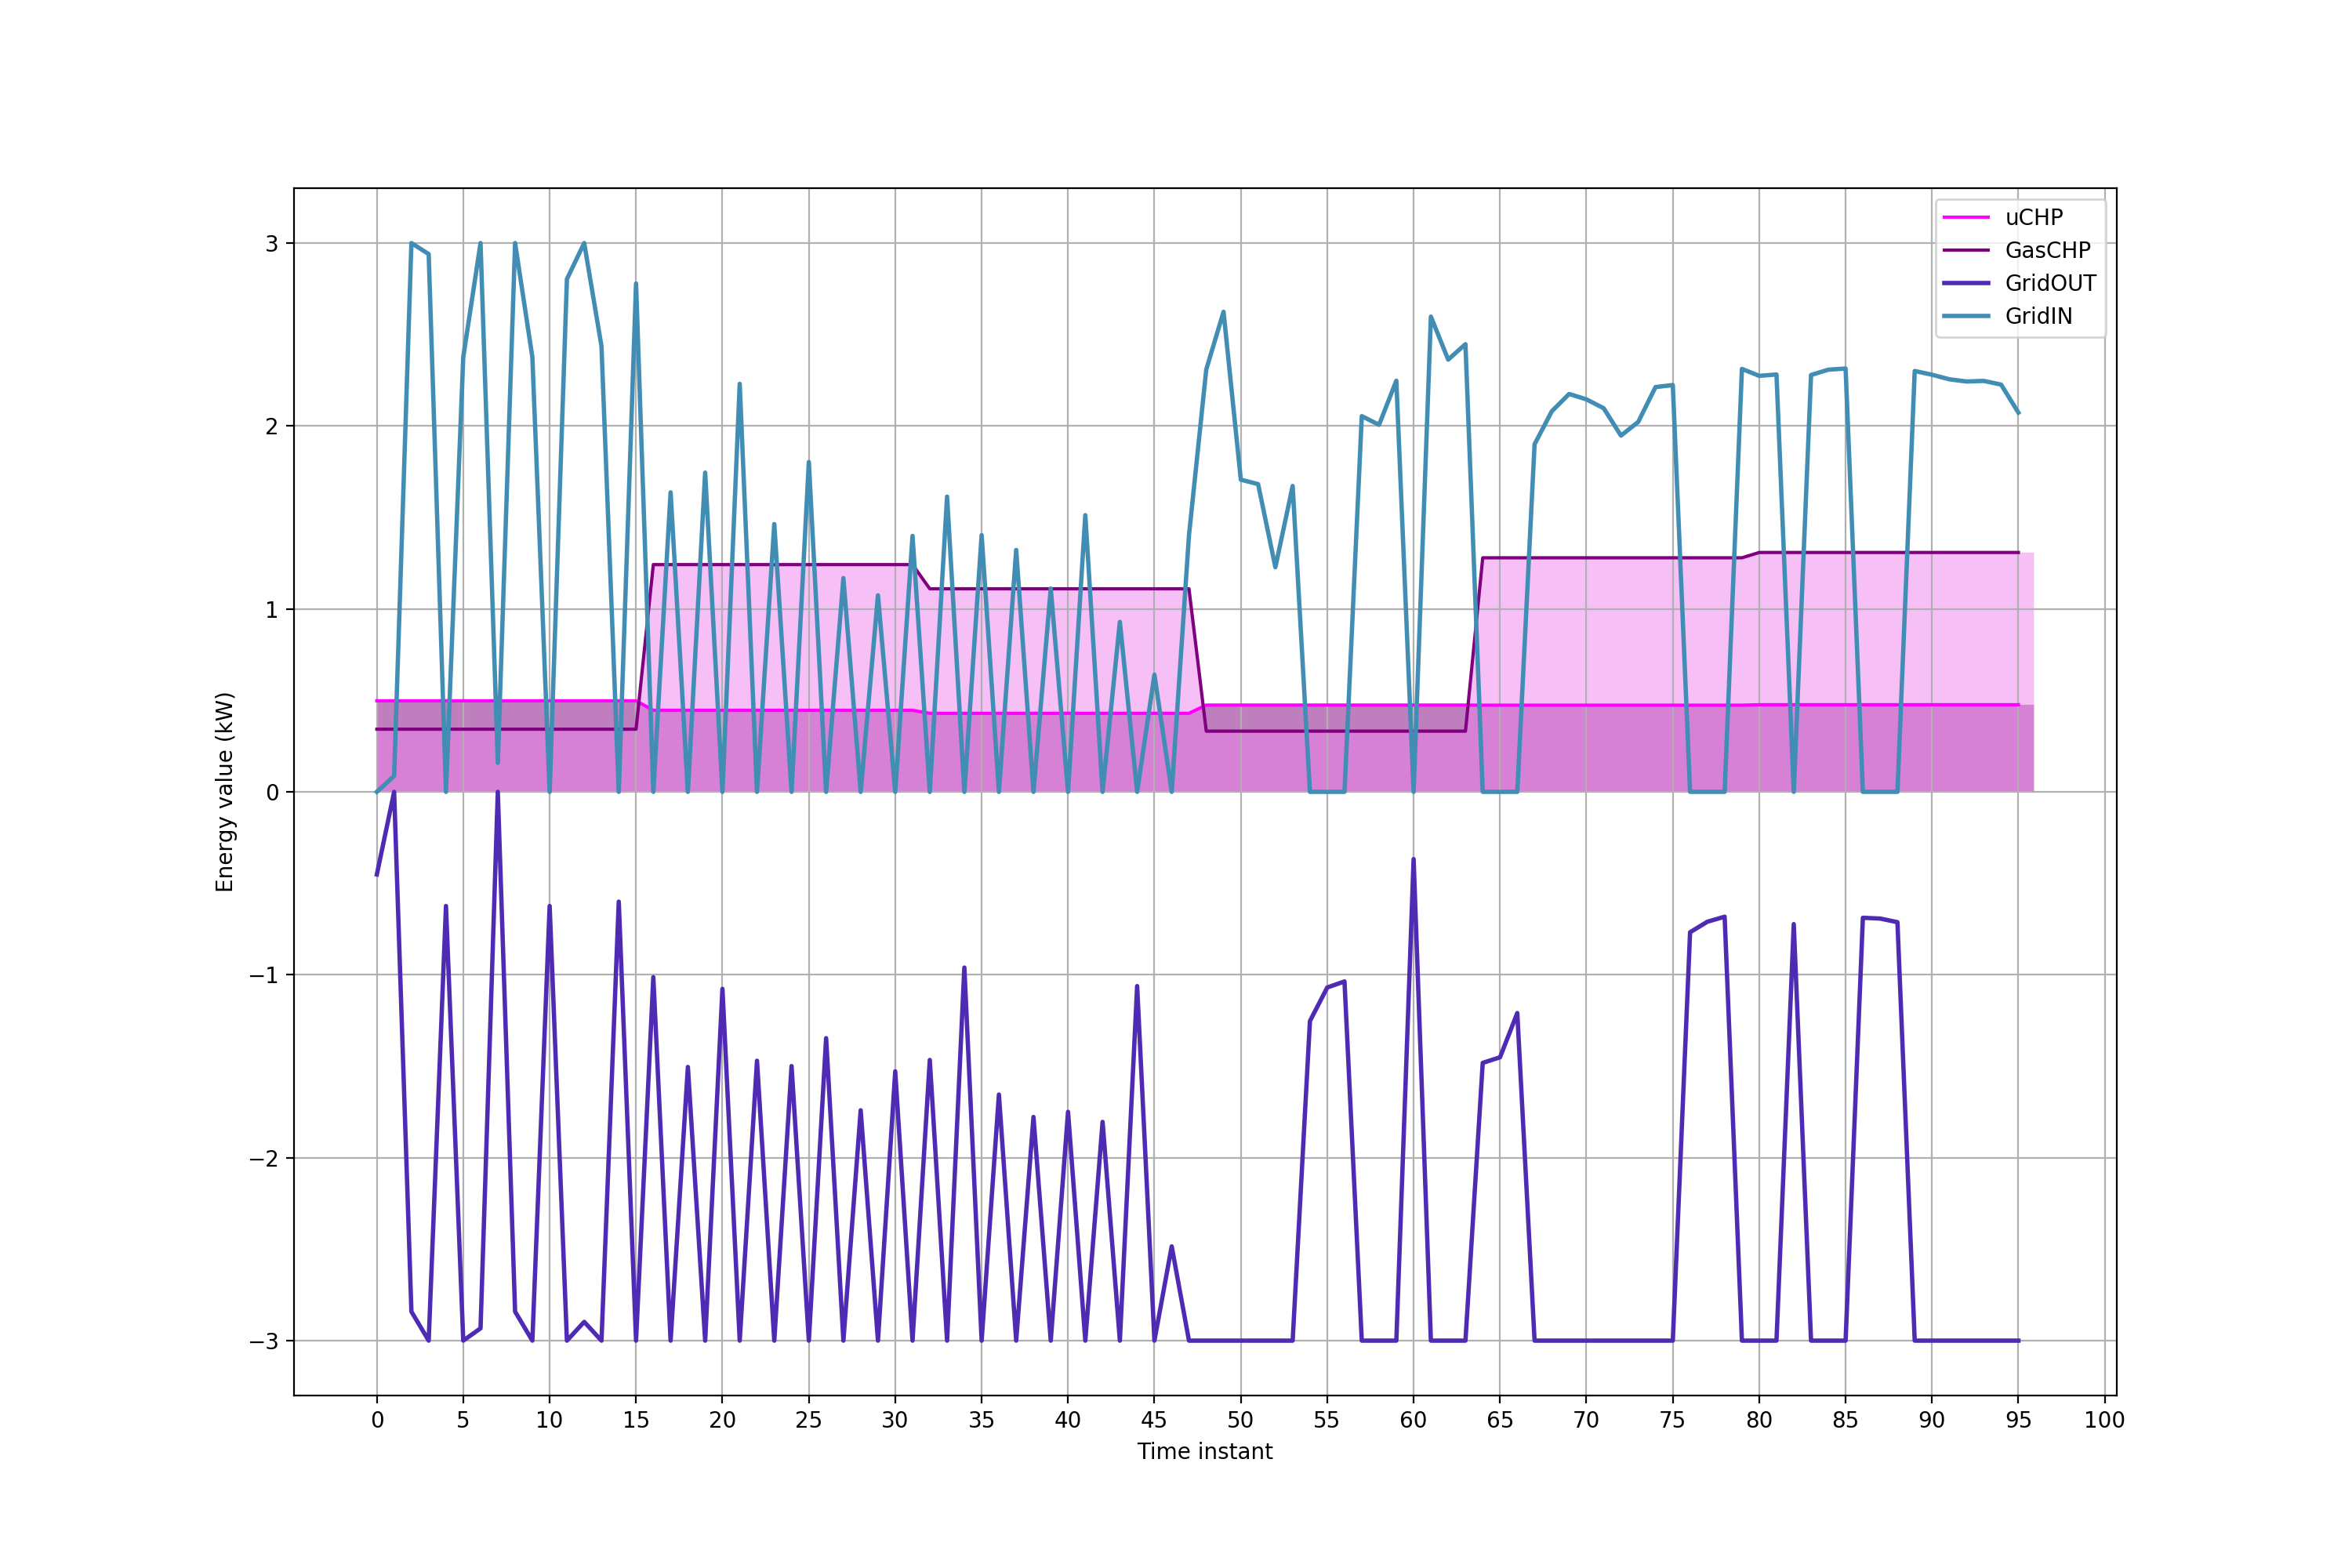 uCHP
GasCHP
GridOUT
GridIN
3
2
1
0
−1
−2
−3
Energy value (kW)
0 5 10 15 20 25 30 35 40 45 50 55 60 65 70 75 80 85 90 95 100
Time instant